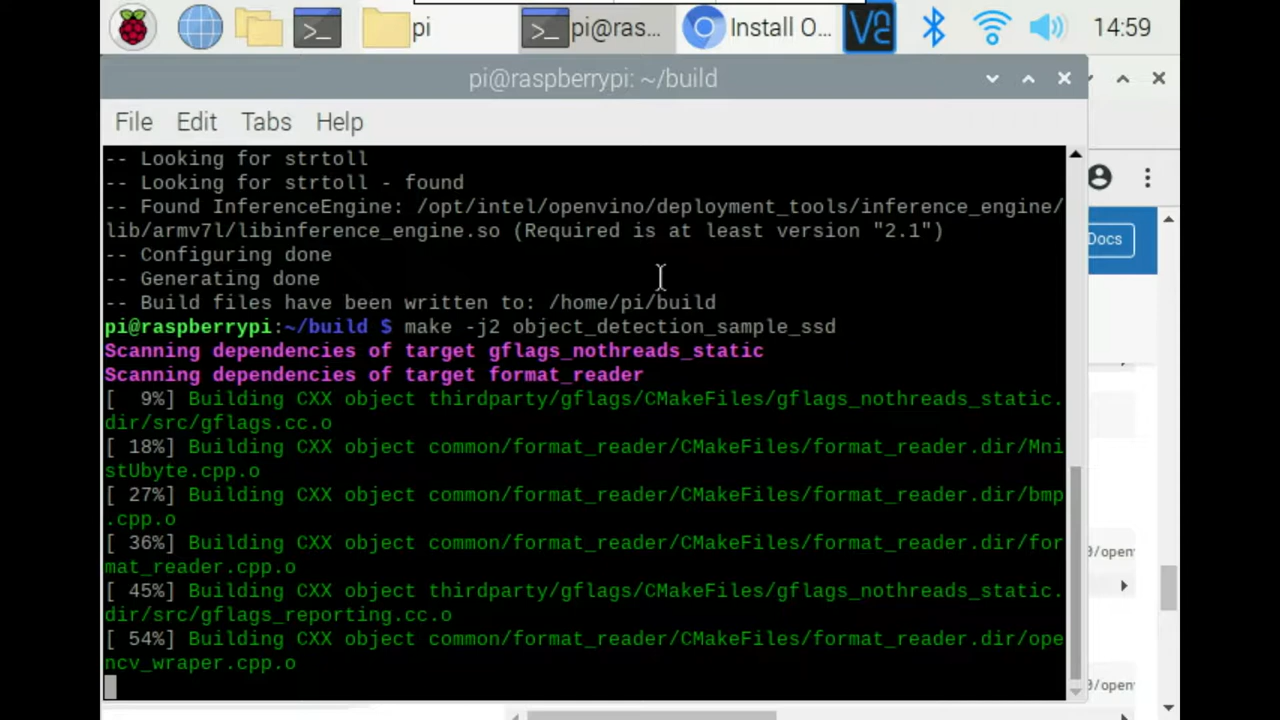 pi
pi@ras...
Install O...
14:59
pi@raspberrypi: ~/build
File Edit Tabs Help
-- Looking for strtoll
-- Looking for strtoll - found
-- Found InferenceEngine: /opt/intel/openvino/deployment_tools/inference_engine/
lib/armv7l/libinference_engine.so (Required is at least version "2.1")
-- Configuring done
-- Generating done
-- Build files have been written to: /home/pi/build
pi@raspberrypi:~/build $ make -j2 object_detection_sample_ssd
Scanning dependencies of target gflags_nothreads_static
Scanning dependencies of target format_reader
[  9%] Building CXX object thirdparty/gflags/CMakeFiles/gflags_nothreads_static.
dir/src/gflags.cc.o
[ 18%] Building CXX object common/format_reader/CMakeFiles/format_reader.dir/Mni
stUbyte.cpp.o
[ 27%] Building CXX object common/format_reader/CMakeFiles/format_reader.dir/bmp
.cpp.o
[ 36%] Building CXX object common/format_reader/CMakeFiles/format_reader.dir/for
mat_reader.cpp.o
[ 45%] Building CXX object thirdparty/gflags/CMakeFiles/gflags_nothreads_static.
dir/src/gflags_reporting.cc.o
[ 54%] Building CXX object common/format_reader/CMakeFiles/format_reader.dir/ope
ncv_wraper.cpp.o
Docs
/open
/open